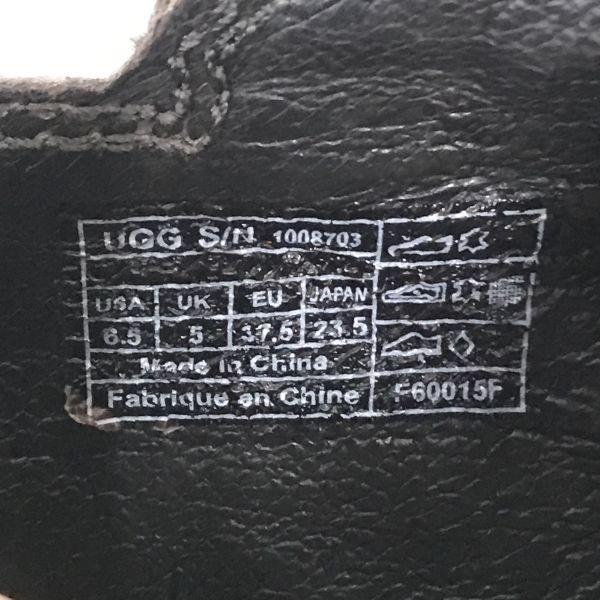 UGG S/N 1008703
USA UK EU JAPAN
6.5 5 37.5 23.5
Made in China
Fabrique en Chine F60015F